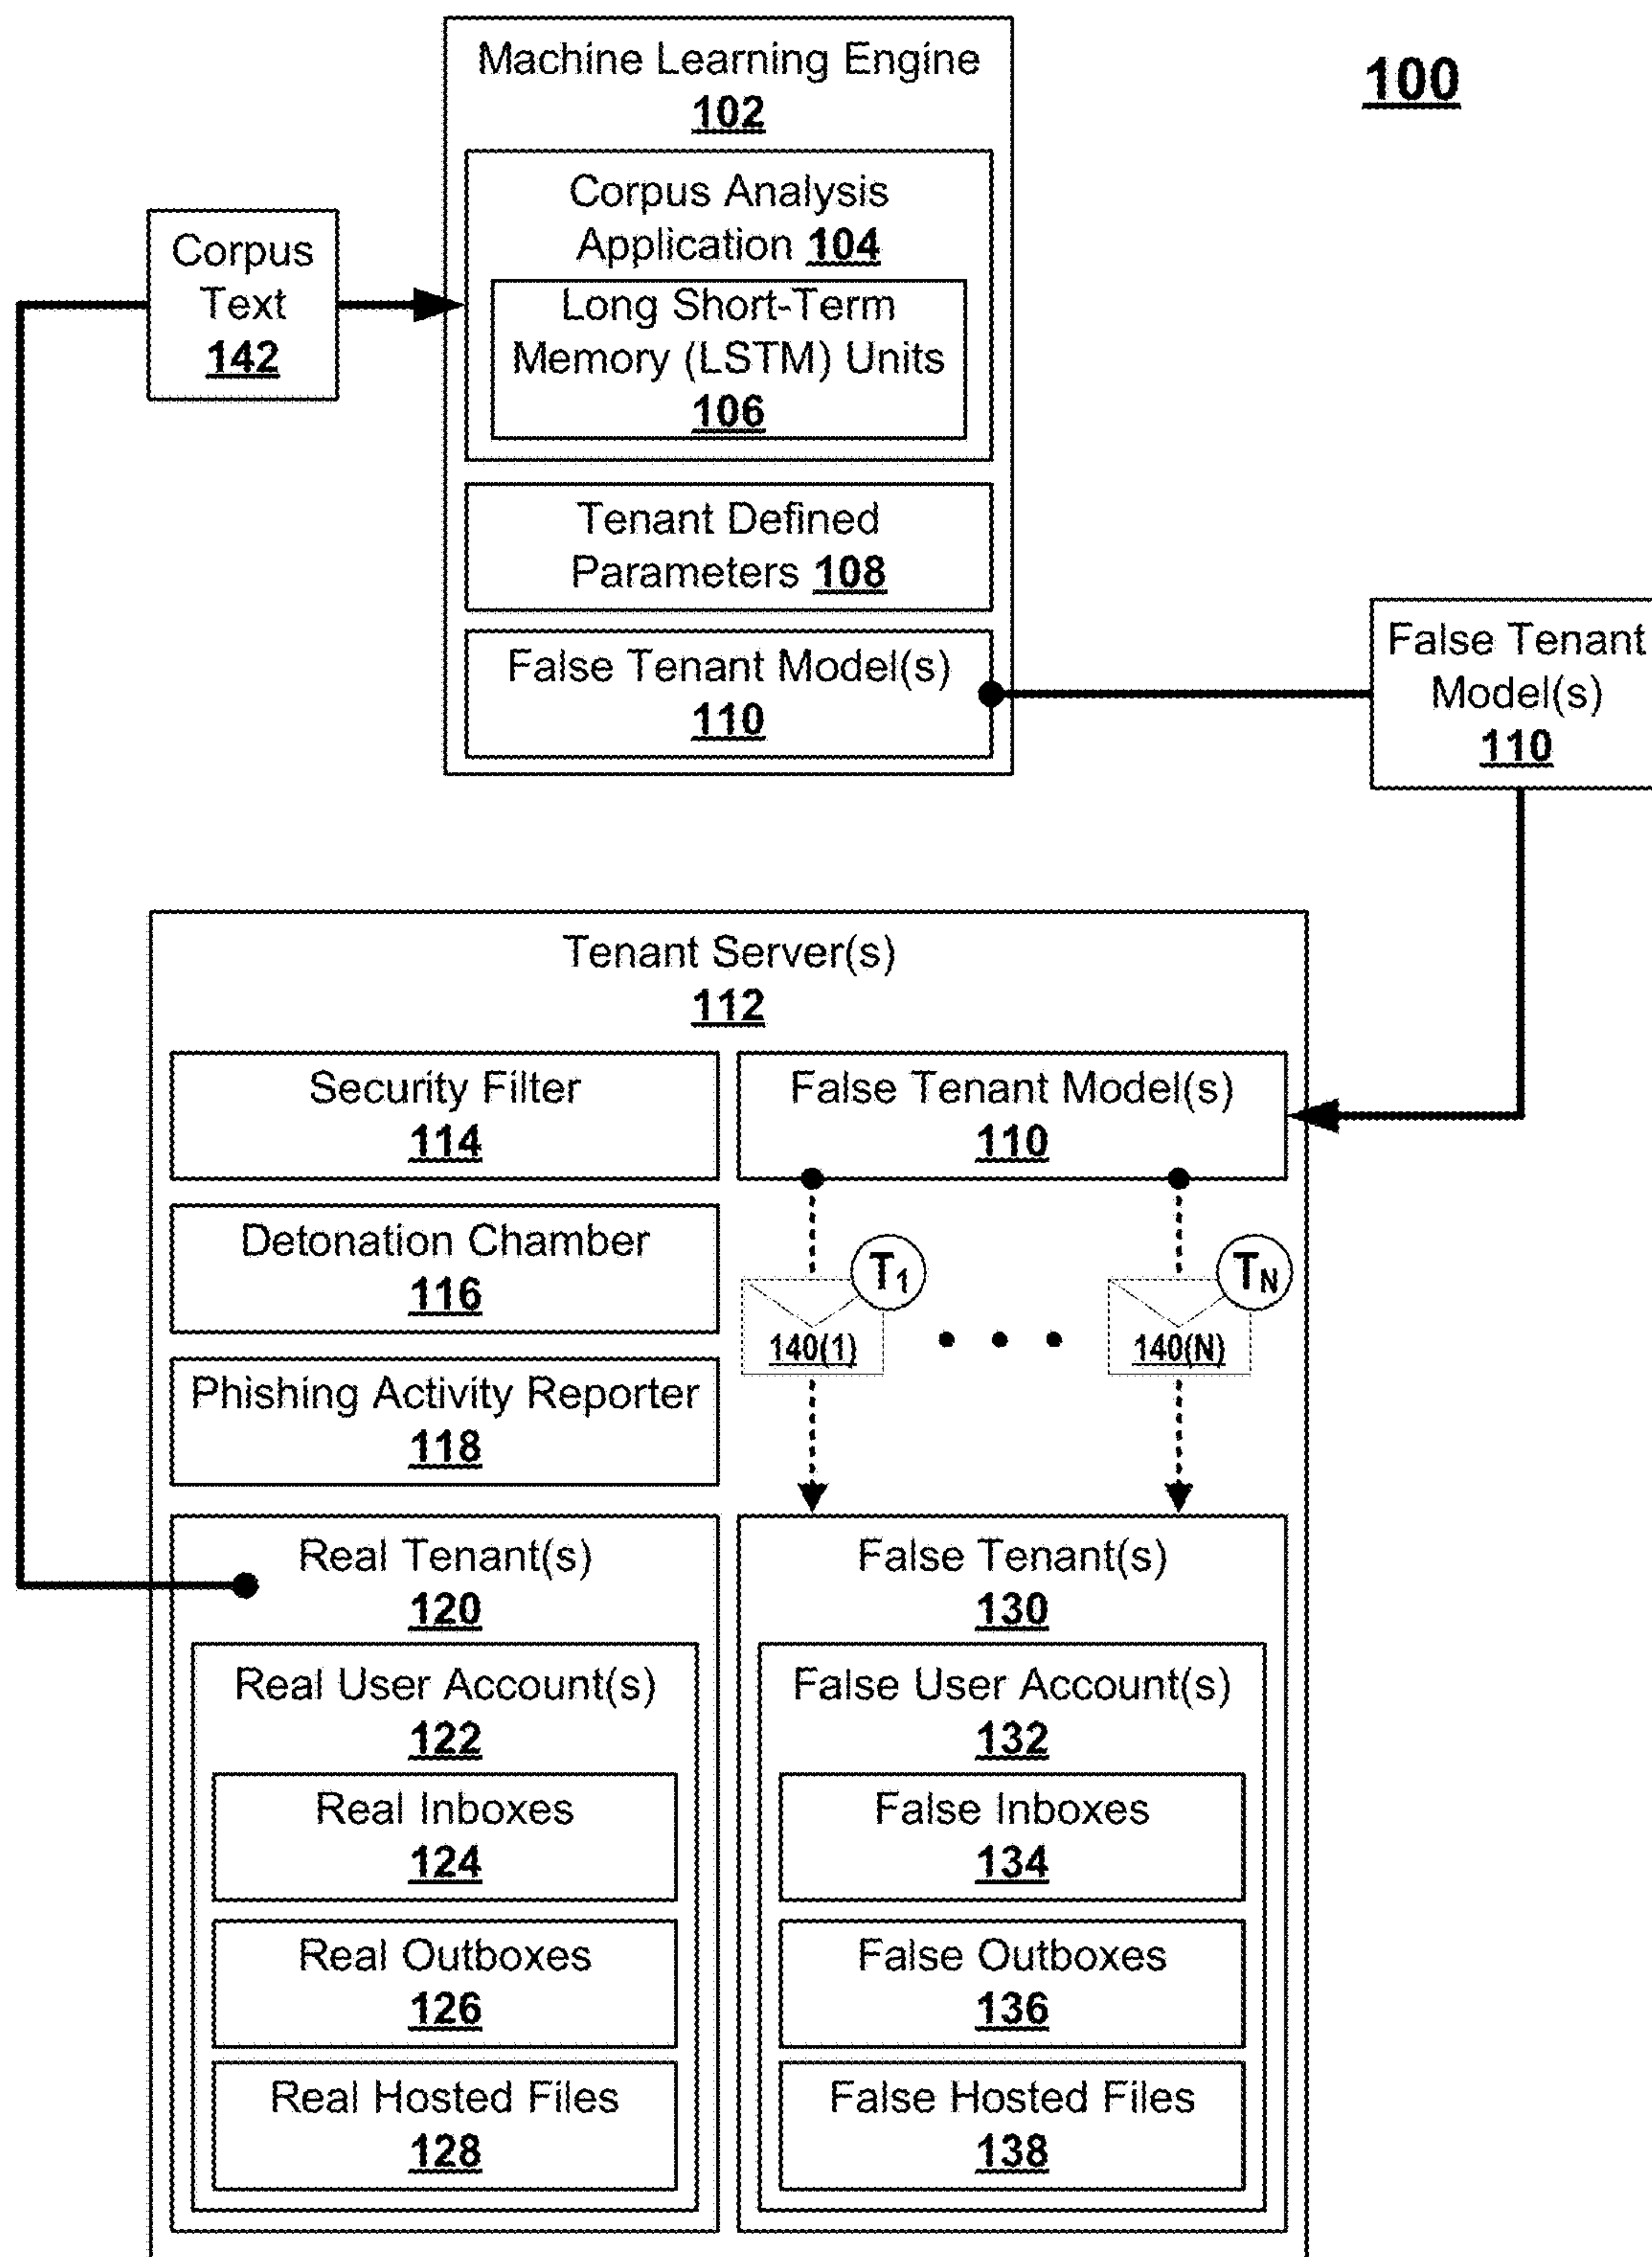 100
Machine Learning Engine
102
Corpus Analysis
Application 104
Long Short-Term
Memory (LSTM) Units
106
Tenant Defined
Parameters 108
False Tenant Model(s)
110
Corpus
Text
142
False Tenant
Model(s)
110
Tenant Server(s)
112
Security Filter
114
False Tenant Model(s)
110
Detonation Chamber
116
T1
140(1)
• • •
TN
140(N)
Phishing Activity Reporter
118
Real Tenant(s)
120
Real User Account(s)
122
Real Inboxes
124
Real Outboxes
126
Real Hosted Files
128
False Tenant(s)
130
False User Account(s)
132
False Inboxes
134
False Outboxes
136
False Hosted Files
138